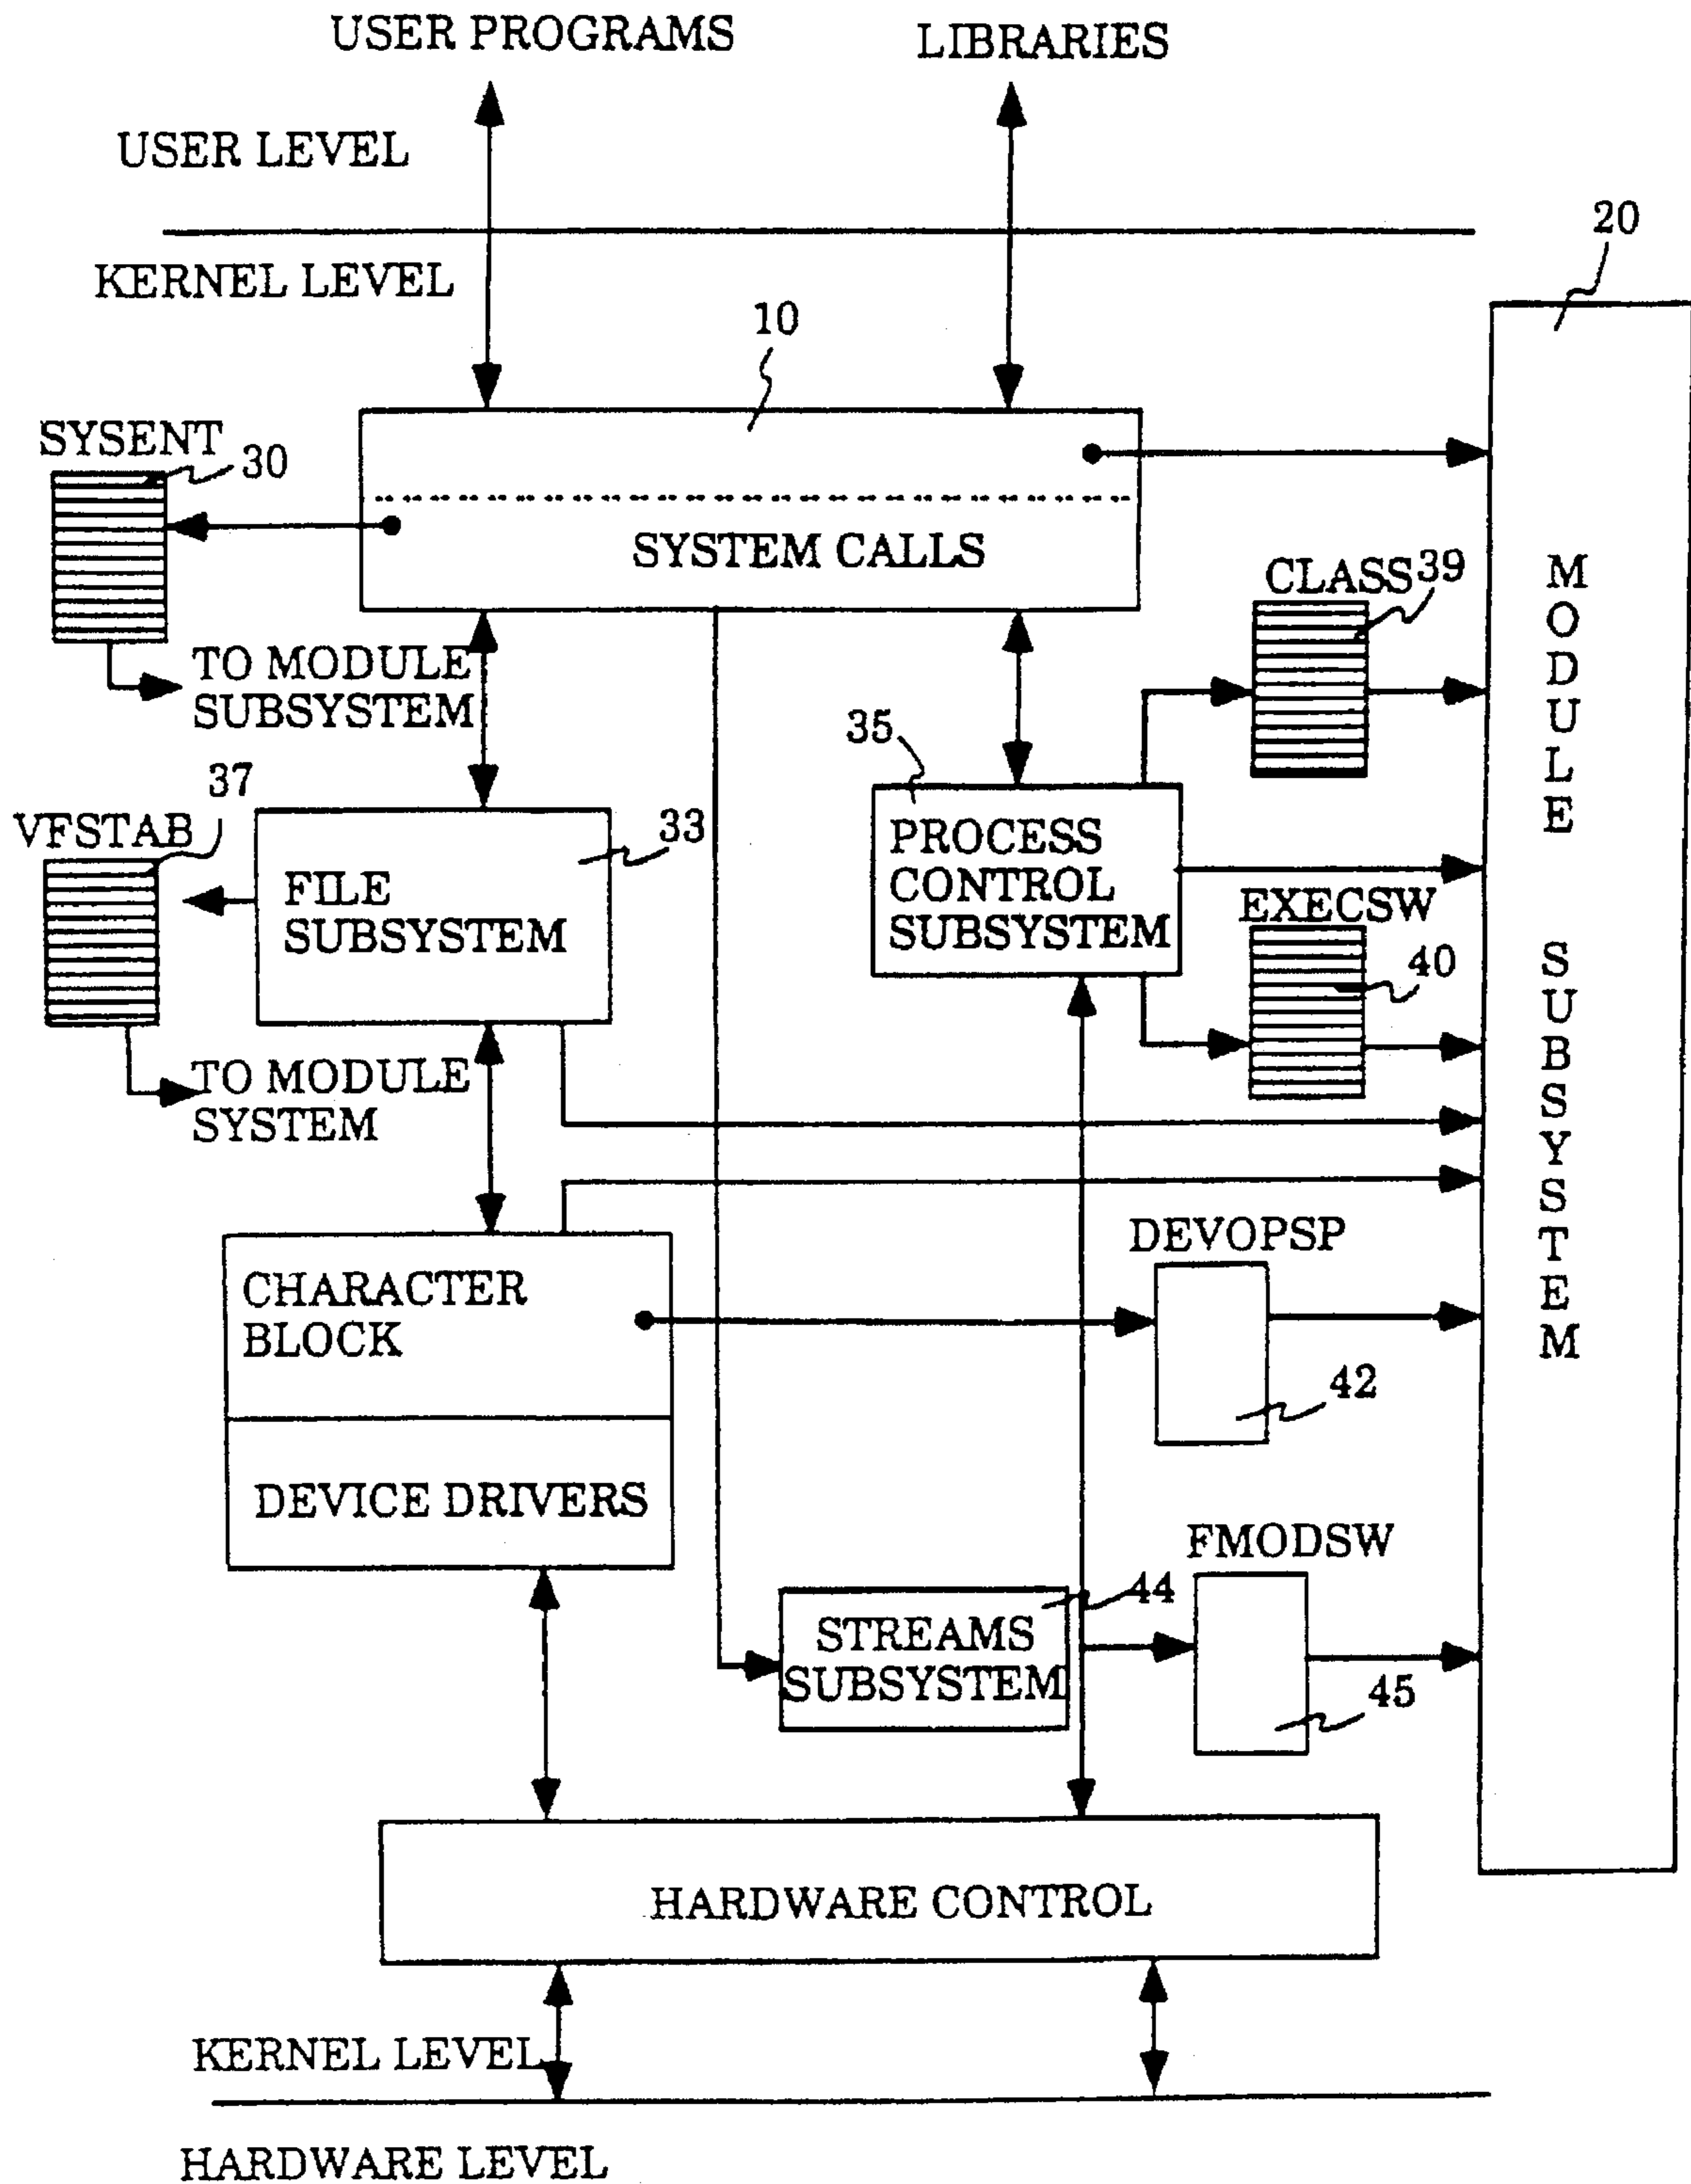 USER PROGRAMS
LIBRARIES
USER LEVEL
20
KERNEL LEVEL
10
SYSENT
30
SYSTEM CALLS
CLASS
39
TO MODULE
SUBSYSTEM
35
37
VFSTAB
33
FILE
SUBSYSTEM
PROCESS
CONTROL
SUBSYSTEM
EXECSW
40
MODULE
SUBSYSTEM
TO MODULE
SYSTEM
DEVOPSP
CHARACTER
BLOCK
42
DEVICE DRIVERS
FMODSW
44
STREAMS
SUBSYSTEM
45
HARDWARE CONTROL
KERNEL LEVEL
HARDWARE LEVEL